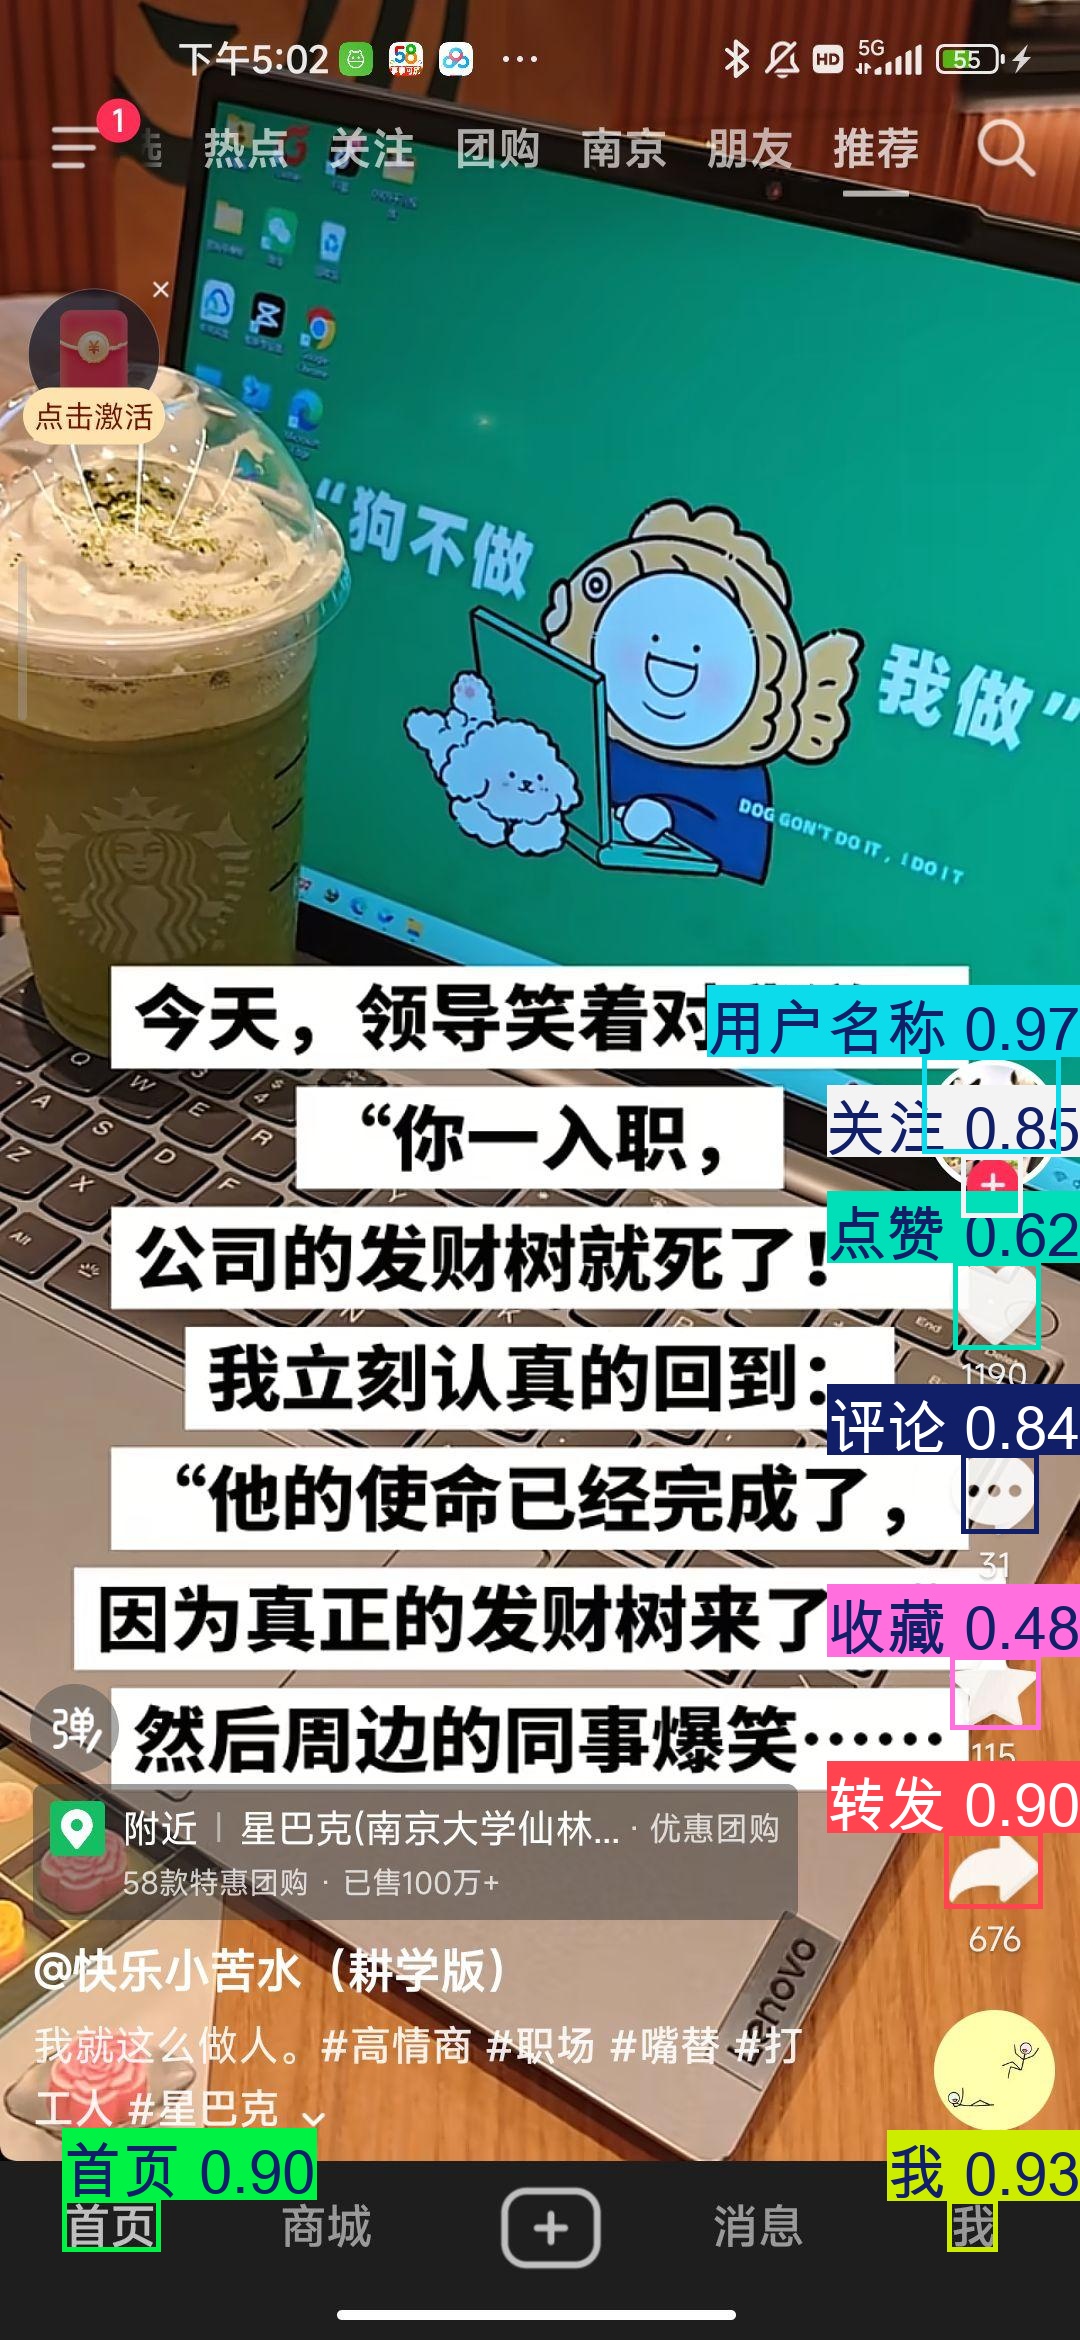 下午5:02
58
5G
HD
55
1
选 热点 关注 团购 南京 朋友 推荐
点击激活
“狗不做
我做”
DOG GON'T DO IT, I DO IT
今天，领导笑着对
用户名称 0.97
“你一入职，
关注 0.85
公司的发财树就死了！
点赞 0.62
1190
我立刻认真的回到：
评论 0.84
“他的使命已经完成了，
31
因为真正的发财树来了
收藏 0.48
115
弹
然后周边的同事爆笑……
转发 0.90
附近 | 星巴克(南京大学仙林... · 优惠团购
58款特惠团购 · 已售100万+
676
@快乐小苦水（耕学版）
Lenovo
我就这么做人。#高情商 #职场 #嘴替 #打
工人 #星巴克
首页 0.90
我 0.93
首页 商城 消息 我